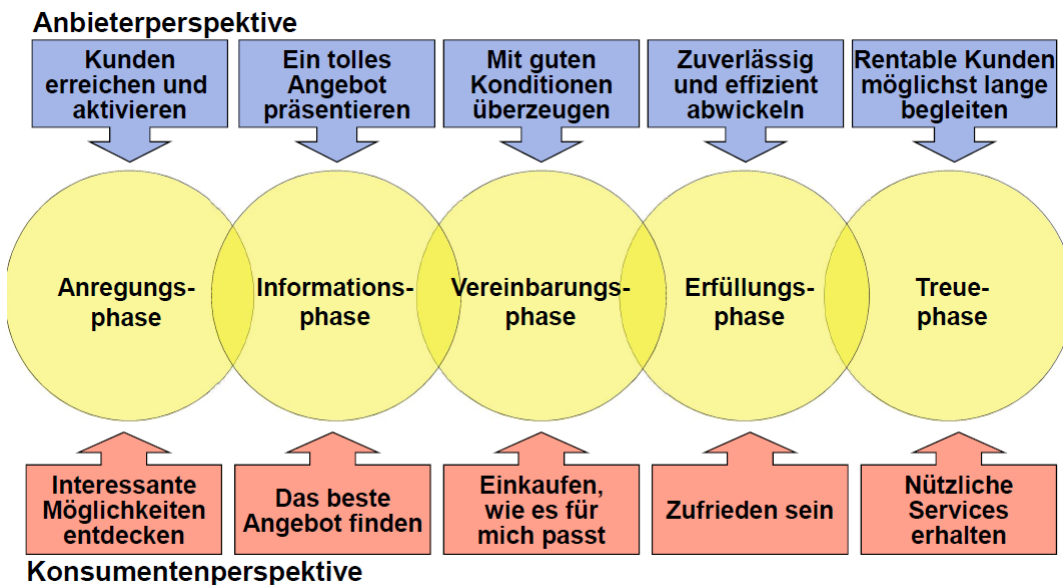 Anbieterperspektive
Kunden
erreichen und
aktivieren
Ein tolles
Angebot
präsentieren
Mit guten
Konditionen
überzeugen
Zuverlässig
und effizient
abwickeln
Rentable Kunden
möglichst lange
begleiten
Anregungs-
phase
Informations-
phase
Vereinbarungs-
phase
Erfüllungs-
phase
Treue-
phase
Interessante
Möglichkeiten
entdecken
Das beste
Angebot finden
Einkaufen,
wie es für
mich passt
Zufrieden sein
Nützliche
Services
erhalten
Konsumentenperspektive